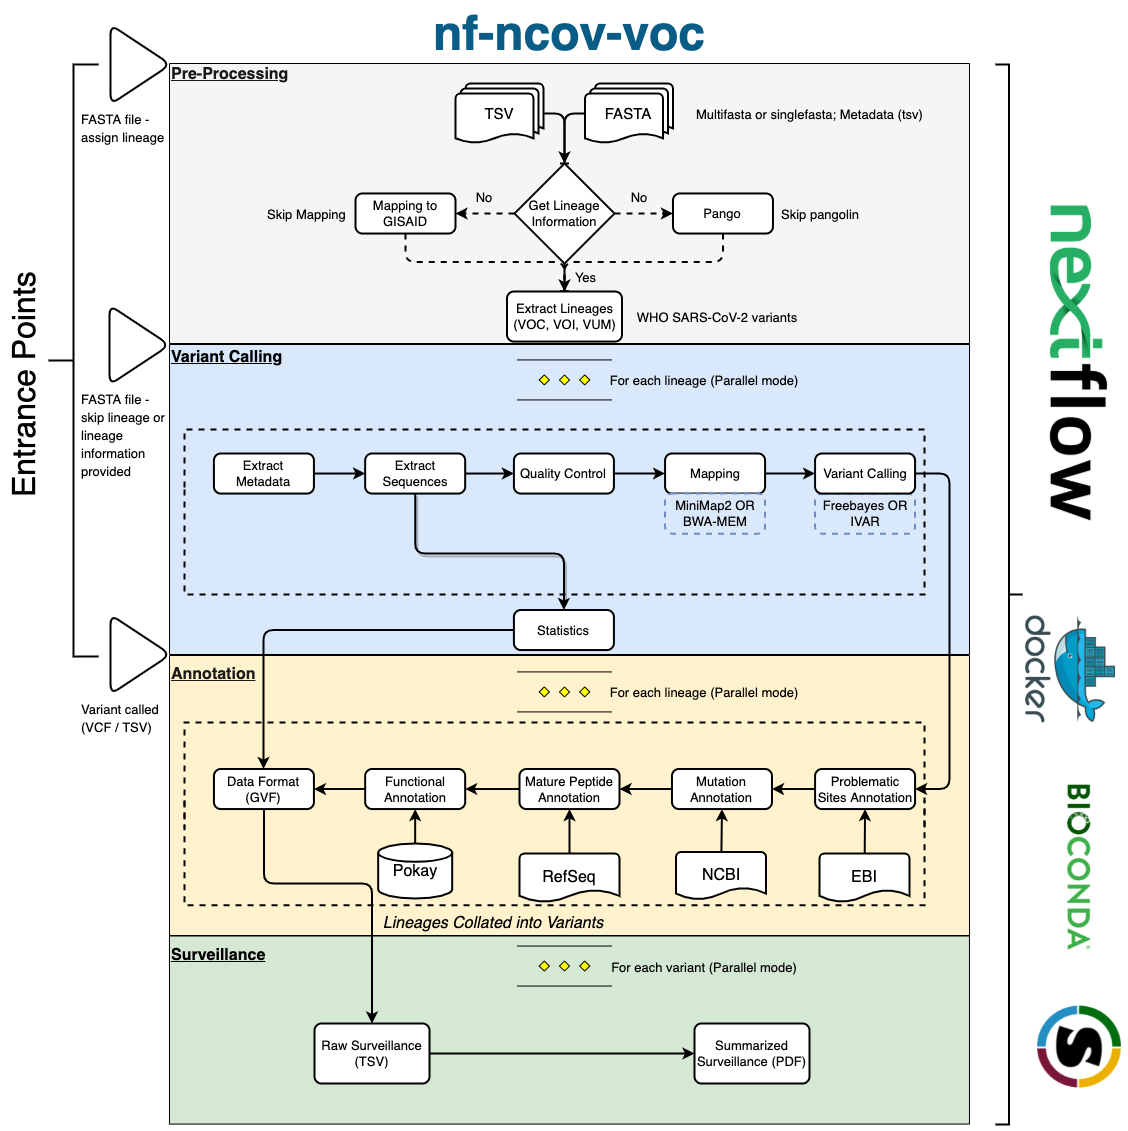 nf-ncov-voc
Entrance Points
FASTA file -
assign lineage
FASTA file -
skip lineage or
lineage
information
provided
Variant called
(VCF / TSV)
Pre-Processing
TSV
FASTA
Multifasta or singlefasta; Metadata (tsv)
Get Lineage
Information
No
No
Skip Mapping
Mapping to
GISAID
Pango
Skip pangolin
Yes
Extract Lineages
(VOC, VOI, VUM)
WHO SARS-CoV-2 variants
Variant Calling
For each lineage (Parallel mode)
Extract
Metadata
Extract
Sequences
Quality Control
Mapping
Variant Calling
MiniMap2 OR
BWA-MEM
Freebayes OR
IVAR
Statistics
Annotation
For each lineage (Parallel mode)
Data Format
(GVF)
Functional
Annotation
Mature Peptide
Annotation
Mutation
Annotation
Problematic
Sites Annotation
Pokay
RefSeq
NCBI
EBI
Lineages Collated into Variants
Surveillance
For each variant (Parallel mode)
Raw Surveillance
(TSV)
Summarized
Surveillance (PDF)
nextflow
docker
BIOCONDA
S